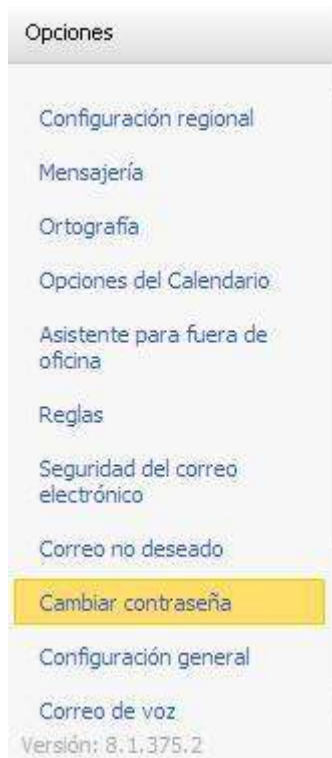 Opciones
Configuración regional
Mensajería
Ortografía
Opciones del Calendario
Asistente para fuera de
oficina
Reglas
Seguridad del correo
electrónico
Correo no deseado
Cambiar contraseña
Configuración general
Correo de voz
Versión: 8.1.375.2